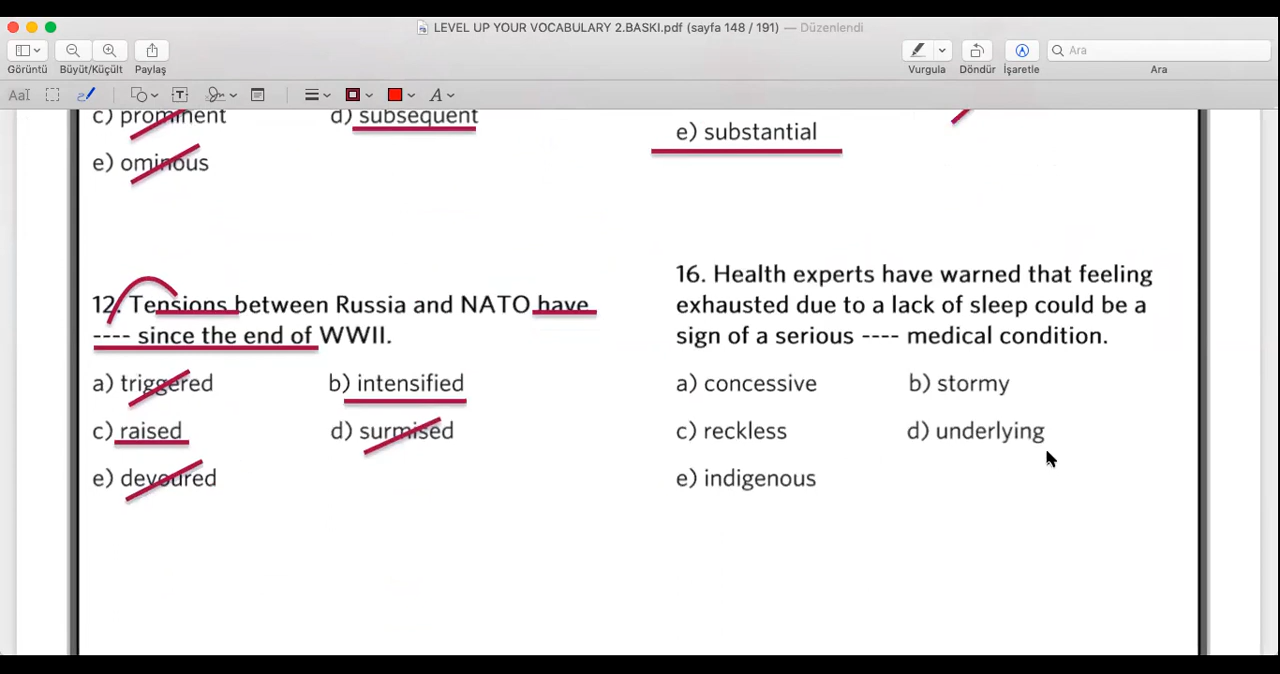 LEVEL UP YOUR VOCABULARY 2.BASKI.pdf (sayfa 148 / 191) — Düzenlendi
Görüntü Büyüt/Küçült Paylaş Vurgula Döndür İşaretle Ara
Ara
c) prominent d) subsequent
e) ominous
12. Tensions between Russia and NATO have
---- since the end of WWII.
a) triggered b) intensified
c) raised d) surmised
e) devoured
e) substantial
16. Health experts have warned that feeling
exhausted due to a lack of sleep could be a
sign of a serious ---- medical condition.
a) concessive b) stormy
c) reckless d) underlying
e) indigenous